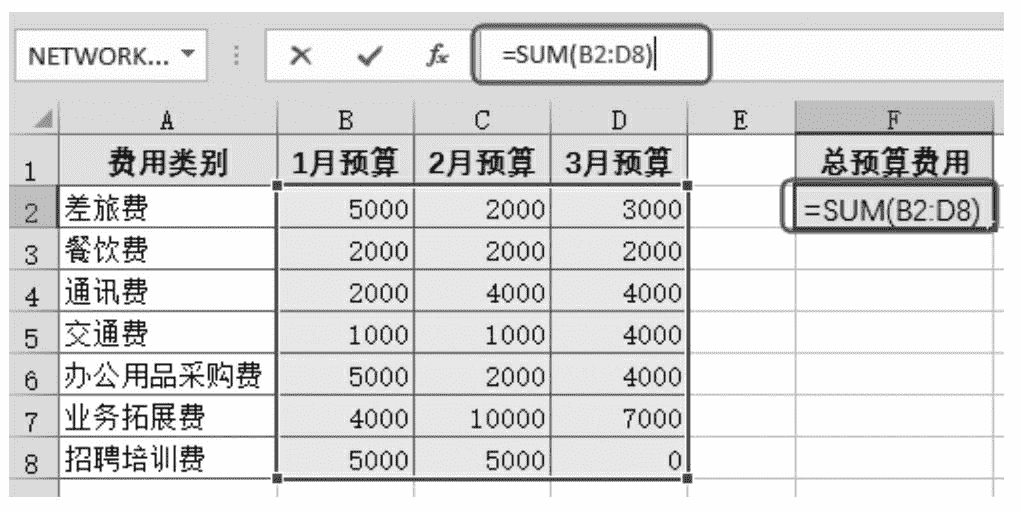 NETWORK... fx =SUM(B2:D8)
A B C D E F
1 费用类别 1月预算 2月预算 3月预算 总预算费用
2 差旅费 5000 2000 3000 =SUM(B2:D8)
3 餐饮费 2000 2000 2000
4 通讯费 2000 4000 4000
5 交通费 1000 1000 4000
6 办公用品采购费 5000 2000 4000
7 业务拓展费 4000 10000 7000
8 招聘培训费 5000 5000 0